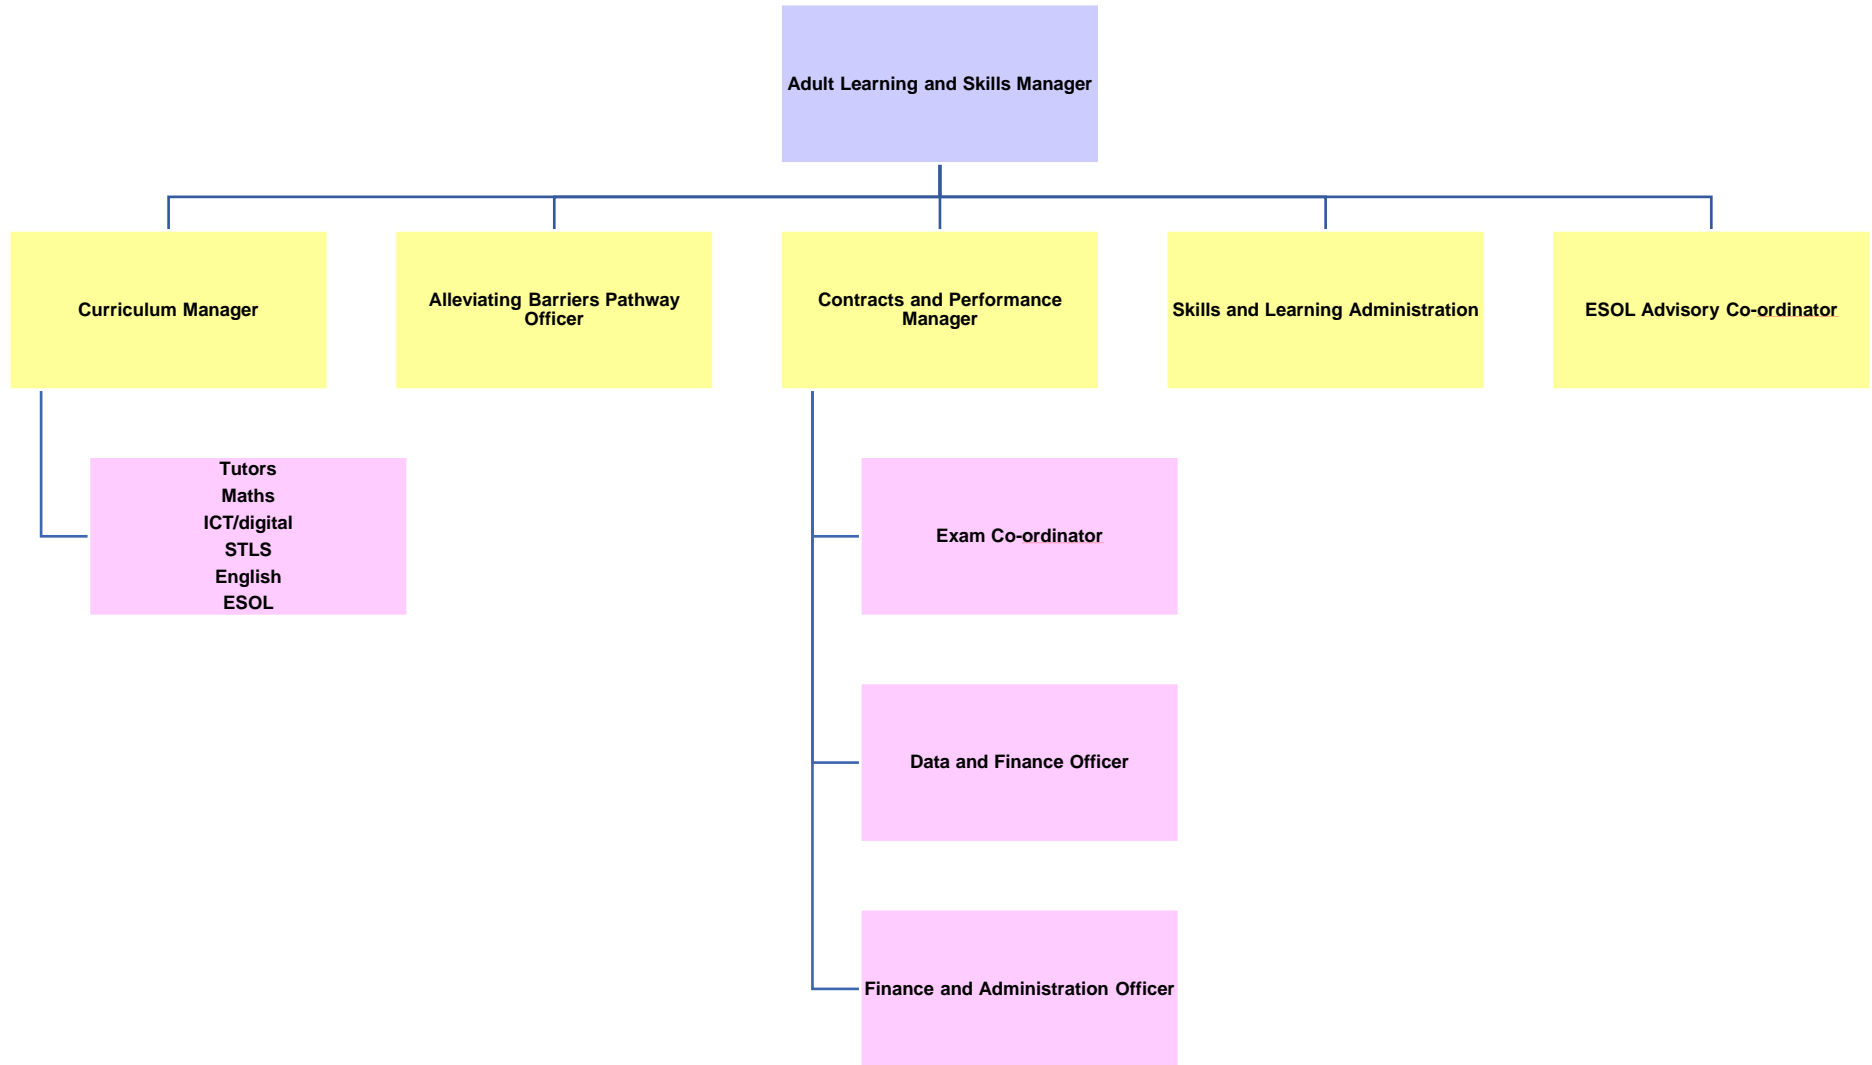 Adult Learning and Skills Manager
Curriculum Manager
Alleviating Barriers Pathway
Officer
Contracts and Performance
Manager
Skills and Learning Administration
ESOL Advisory Co-ordinator
Tutors
Maths
ICT/digital
STLS
English
ESOL
Exam Co-ordinator
Data and Finance Officer
Finance and Administration Officer